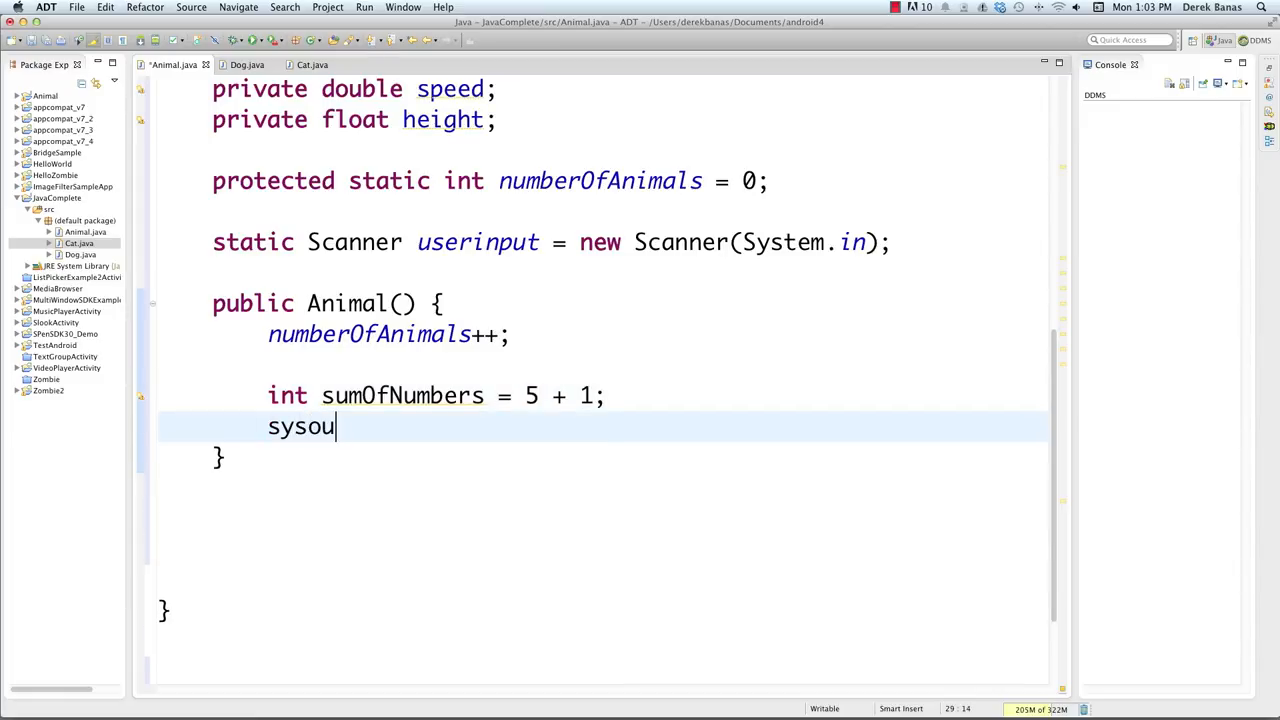 ADT File Edit Refactor Source Navigate Search Project Run Window Help
10
Mon 1:03 PM Derek Banas
Java – JavaComplete/src/Animal.java – ADT – /Users/derekbanas/Documents/android4
Quick Access
Java
DDMS
Package Exp
*Animal.java
Dog.java
Cat.java
Console
DDMS
Animal
appcompat_v7
appcompat_v7_2
appcompat_v7_3
appcompat_v7_4
BridgeSample
HelloWorld
HelloZombie
ImageFilterSampleApp
JavaComplete
src
(default package)
Animal.java
Cat.java
Dog.java
JRE System Library [Ja
ListPickerExample2Activi
MediaBrowser
MultiWindowSDKExample
MusicPlayerActivity
SlookActivity
SPenSDK30_Demo
TestAndroid
TextGroupActivity
VideoPlayerActivity
Zombie
Zombie2
private double speed;
private float height;
protected static int numberOfAnimals = 0;
static Scanner userinput = new Scanner(System.in);
public Animal() {
numberOfAnimals++;
int sumOfNumbers = 5 + 1;
sysou
}
}
Writable
Smart Insert
29 : 14
205M of 322M